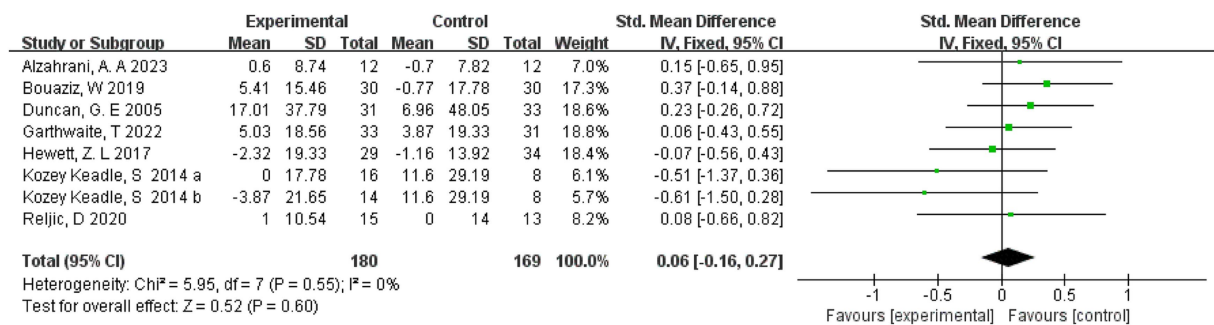 Experimental Control Std. Mean Difference Std. Mean Difference
Study or Subgroup Mean SD Total Mean SD Total Weight IV, Fixed, 95% CI IV, Fixed, 95% CI
Alzahrani, A. A 2023 0.6 8.74 12 -0.7 7.82 12 7.0% 0.15 [-0.65, 0.95]
Bouaziz, W 2019 5.41 15.46 30 -0.77 17.78 30 17.3% 0.37 [-0.14, 0.88]
Duncan, G. E 2005 17.01 37.79 31 6.96 48.05 33 18.6% 0.23 [-0.26, 0.72]
Garthwaite, T 2022 5.03 18.56 33 3.87 19.33 31 18.8% 0.06 [-0.43, 0.55]
Hewett, Z. L 2017 -2.32 19.33 29 -1.16 13.92 34 18.4% -0.07 [-0.56, 0.43]
Kozey Keadle, S 2014 a 0 17.78 16 11.6 29.19 8 6.1% -0.51 [-1.37, 0.36]
Kozey Keadle, S 2014 b -3.87 21.65 14 11.6 29.19 8 5.7% -0.61 [-1.50, 0.28]
Reljic, D 2020 1 10.54 15 0 14 13 8.2% 0.08 [-0.66, 0.82]
Total (95% CI) 180 169 100.0% 0.06 [-0.16, 0.27]
Heterogeneity: Chi² = 5.95, df = 7 (P = 0.55); I² = 0%
Test for overall effect: Z = 0.52 (P = 0.60)
-1 -0.5 0 0.5 1
Favours [experimental] Favours [control]